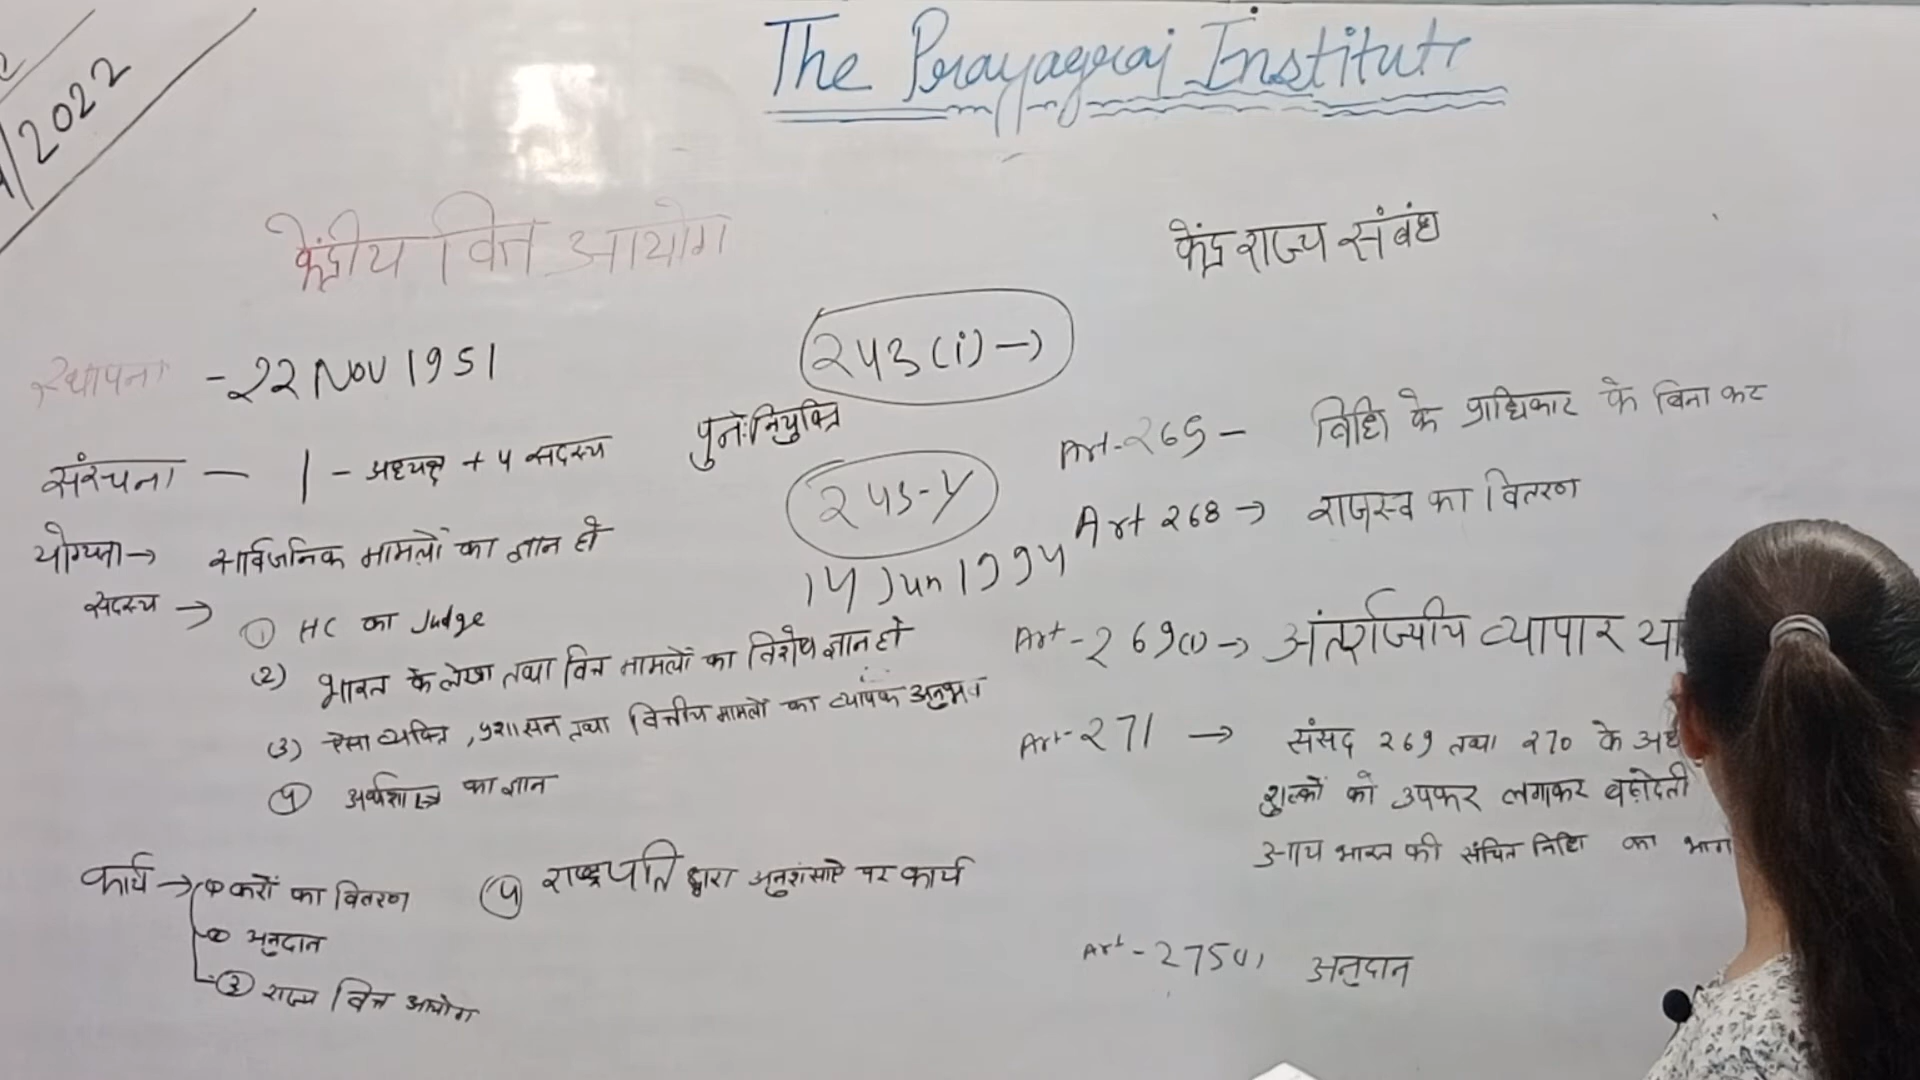 The Prayagraj Institute
/2022
केंद्रीय वित्त आयोग
स्थापना - 22 Nov 1951
संरचना - 1 - अध्यक्ष + 4 सदस्य
पुनःनियुक्ति
योग्यता → सार्वजनिक मामलों का ज्ञान हो
सदस्य →
① HC का Judge
(2) भारत के लेखा तथा वित्त मामलों का विशेष ज्ञान हो
(3) ऐसा व्यक्ति, प्रशासन तथा वित्तीय मामलों का व्यापक अनुभव
④ अर्थशास्त्र का ज्ञान
कार्य → ① करों का वितरण
② अनुदान
③ राज्य वित्त आयोग
④ राष्ट्रपति द्वारा अनुशंसा पर कार्य
243(i) →
243-Y
14 Jun 1994
केंद्र राज्य संबंध
Art-265 - विधि के प्राधिकार के बिना कर
Art 268 → राजस्व का वितरण
Art-269(1) → अंतर्राज्यीय व्यापार या
Art-271 → संसद 269 तथा 270 के
शुल्कों को उपकर लगाकर बढ़ोदती
आय भारत की संचित निधि का भाग
Art-275(1) अनुदान